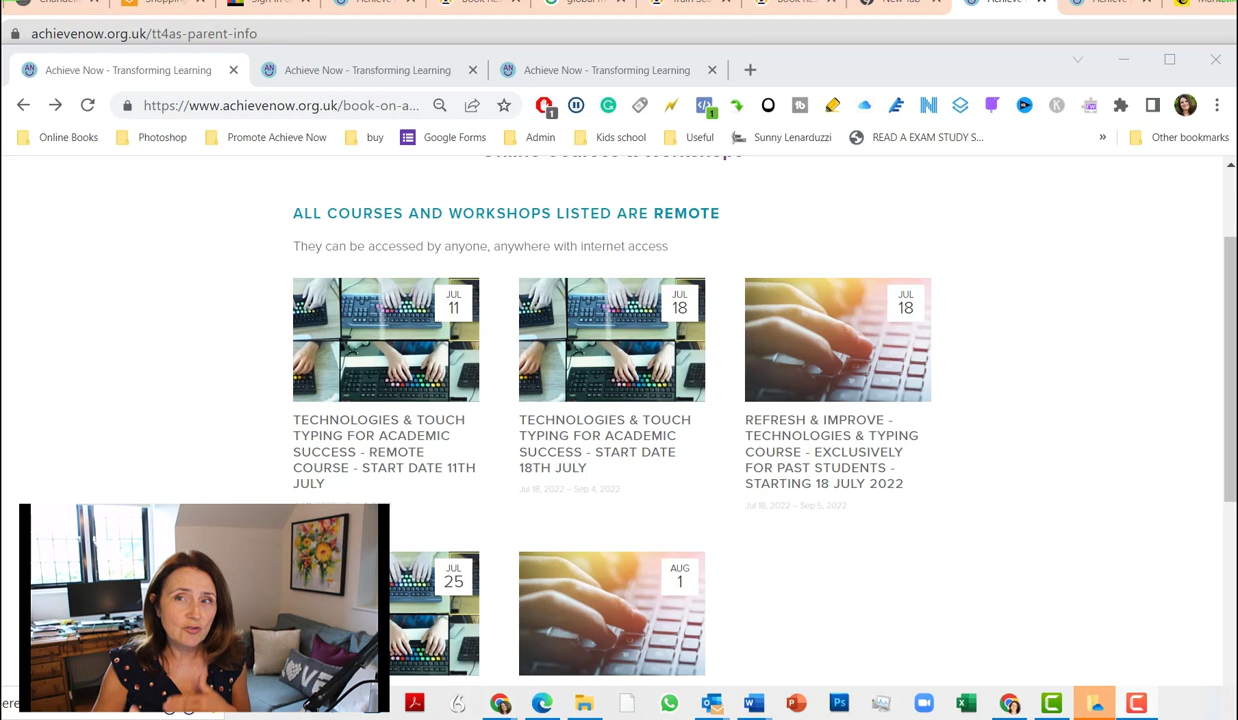 achievenow.org.uk/tt4as-parent-info
Achieve Now - Transforming Learning
Achieve Now - Transforming Learning
Achieve Now - Transforming Learning
https://www.achievenow.org.uk/book-on-a...
1
1
Online Books
Photoshop
Promote Achieve Now
buy
Google Forms
Admin
Kids school
Useful
Sunny Lenarduzzi
READ A EXAM STUDY S...
»
Other bookmarks
Online Courses & Workshops
ALL COURSES AND WORKSHOPS LISTED ARE REMOTE
They can be accessed by anyone, anywhere with internet access
JUL
11
JUL
18
JUL
18
TECHNOLOGIES & TOUCH
TYPING FOR ACADEMIC
SUCCESS - REMOTE
COURSE - START DATE 11TH
JULY
TECHNOLOGIES & TOUCH
TYPING FOR ACADEMIC
SUCCESS - START DATE
18TH JULY
Jul 18, 2022 – Sep 4, 2022
REFRESH & IMPROVE -
TECHNOLOGIES & TYPING
COURSE - EXCLUSIVELY
FOR PAST STUDENTS -
STARTING 18 JULY 2022
Jul 18, 2022 – Sep 5, 2022
JUL
25
AUG
1